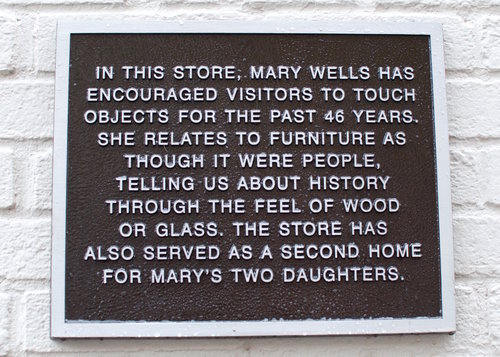 IN THIS STORE, MARY WELLS HAS
ENCOURAGED VISITORS TO TOUCH
OBJECTS FOR THE PAST 46 YEARS.
SHE RELATES TO FURNITURE AS
THOUGH IT WERE PEOPLE,
TELLING US ABOUT HISTORY
THROUGH THE FEEL OF WOOD
OR GLASS. THE STORE HAS
ALSO SERVED AS A SECOND HOME
FOR MARY'S TWO DAUGHTERS.